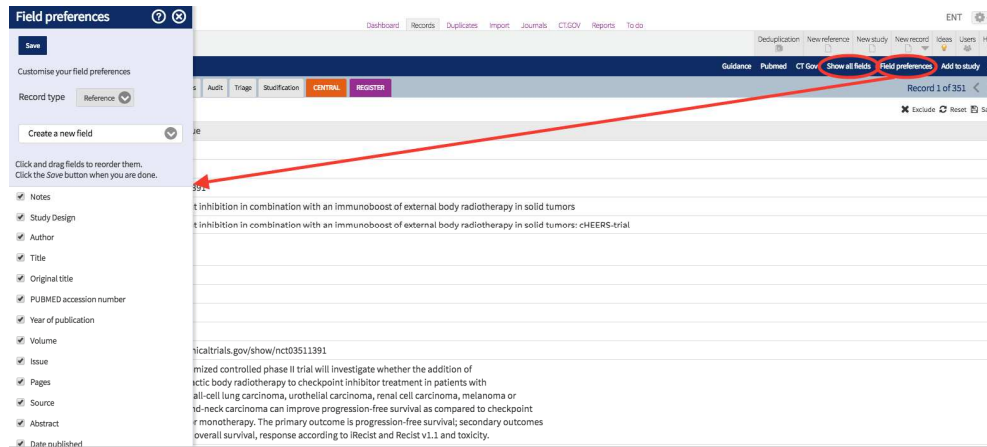 Field preferences
Save
Customise your field preferences
Record type Reference
Create a new field
Click and drag fields to reorder them.
Click the Save button when you are done.
Notes
Study Design
Author
Title
Original title
PUBMED accession number
Year of publication
Volume
Issue
Pages
Source
Abstract
Date published
Dashboard Records Duplicates Import Journals CT.GOV Reports To do
ENT
Deduplication New reference New study New record Ideas Users H
Guidance Pubmed CT Gov Show all fields Field preferences Add to study
s Audit Triage Studification CENTRAL REGISTER
Record 1 of 351
Exclude Reset Sa
ue
391
t inhibition in combination with an immunoboost of external body radiotherapy in solid tumors
t inhibition in combination with an immunoboost of external body radiotherapy in solid tumors: cHEERS-trial
nicaltrials.gov/show/nct03511391
mized controlled phase II trial will investigate whether the addition of
actic body radiotherapy to checkpoint inhibitor treatment in patients with
all-cell lung carcinoma, urothelial carcinoma, renal cell carcinoma, melanoma or
nd-neck carcinoma can improve progression-free survival as compared to checkpoint
r monotherapy. The primary outcome is progression-free survival; secondary outcomes
overall survival, response according to iRecist and Recist v1.1 and toxicity.